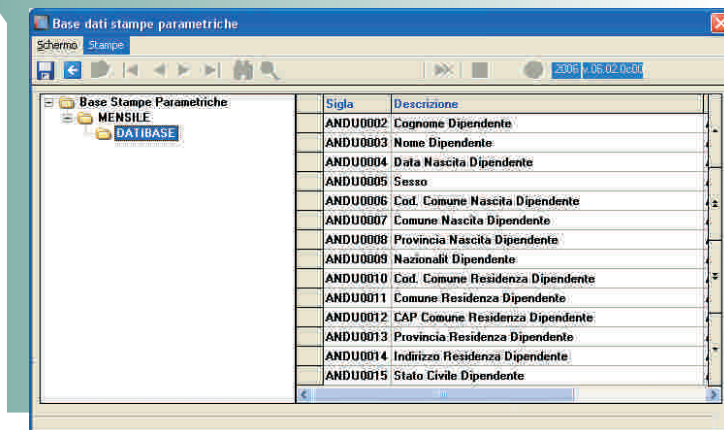 Base dati stampe parametriche
Schermo Stampe
2006 v.06.02.0c00
Base Stampe Parametriche
MENSILE
DATIBASE
Sigla Descrizione
ANDU0002 Cognome Dipendente
ANDU0003 Nome Dipendente
ANDU0004 Data Nascita Dipendente
ANDU0005 Sesso
ANDU0006 Cod. Comune Nascita Dipendente
ANDU0007 Comune Nascita Dipendente
ANDU0008 Provincia Nascita Dipendente
ANDU0009 Nazionalit Dipendente
ANDU0010 Cod. Comune Residenza Dipendente
ANDU0011 Comune Residenza Dipendente
ANDU0012 CAP Comune Residenza Dipendente
ANDU0013 Provincia Residenza Dipendente
ANDU0014 Indirizzo Residenza Dipendente
ANDU0015 Stato Civile Dipendente